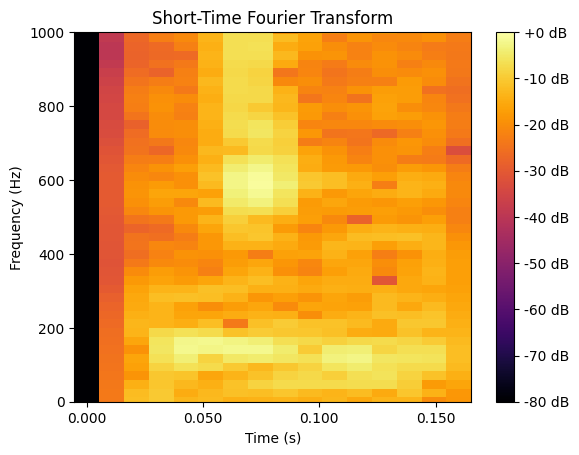 Short-Time Fourier Transform
1000
800
600
400
200
0
Frequency (Hz)
0.000
0.050
0.100
0.150
Time (s)
+0 dB
-10 dB
-20 dB
-30 dB
-40 dB
-50 dB
-60 dB
-70 dB
-80 dB